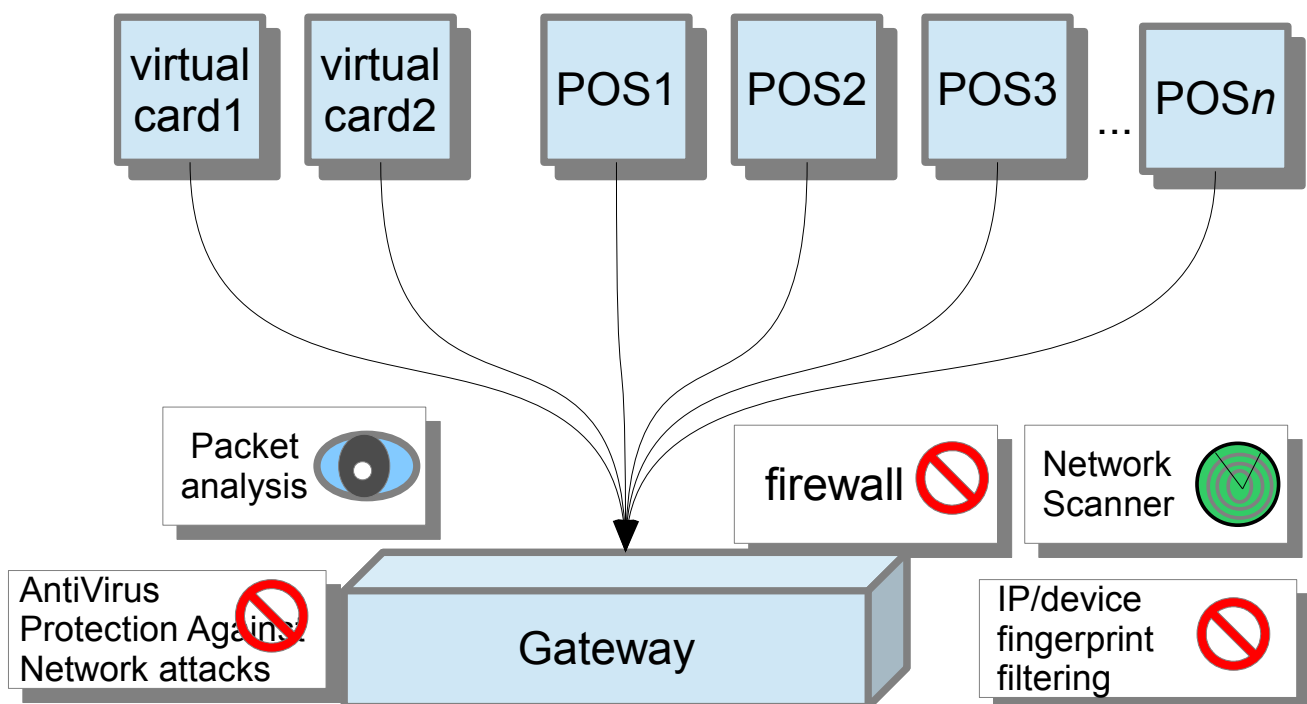 virtual
card1
virtual
card2
POS1
POS2
POS3
...
POSn
Packet
analysis
firewall
Network
Scanner
AntiVirus
Protection Against
Network attacks
Gateway
IP/device
fingerprint
filtering